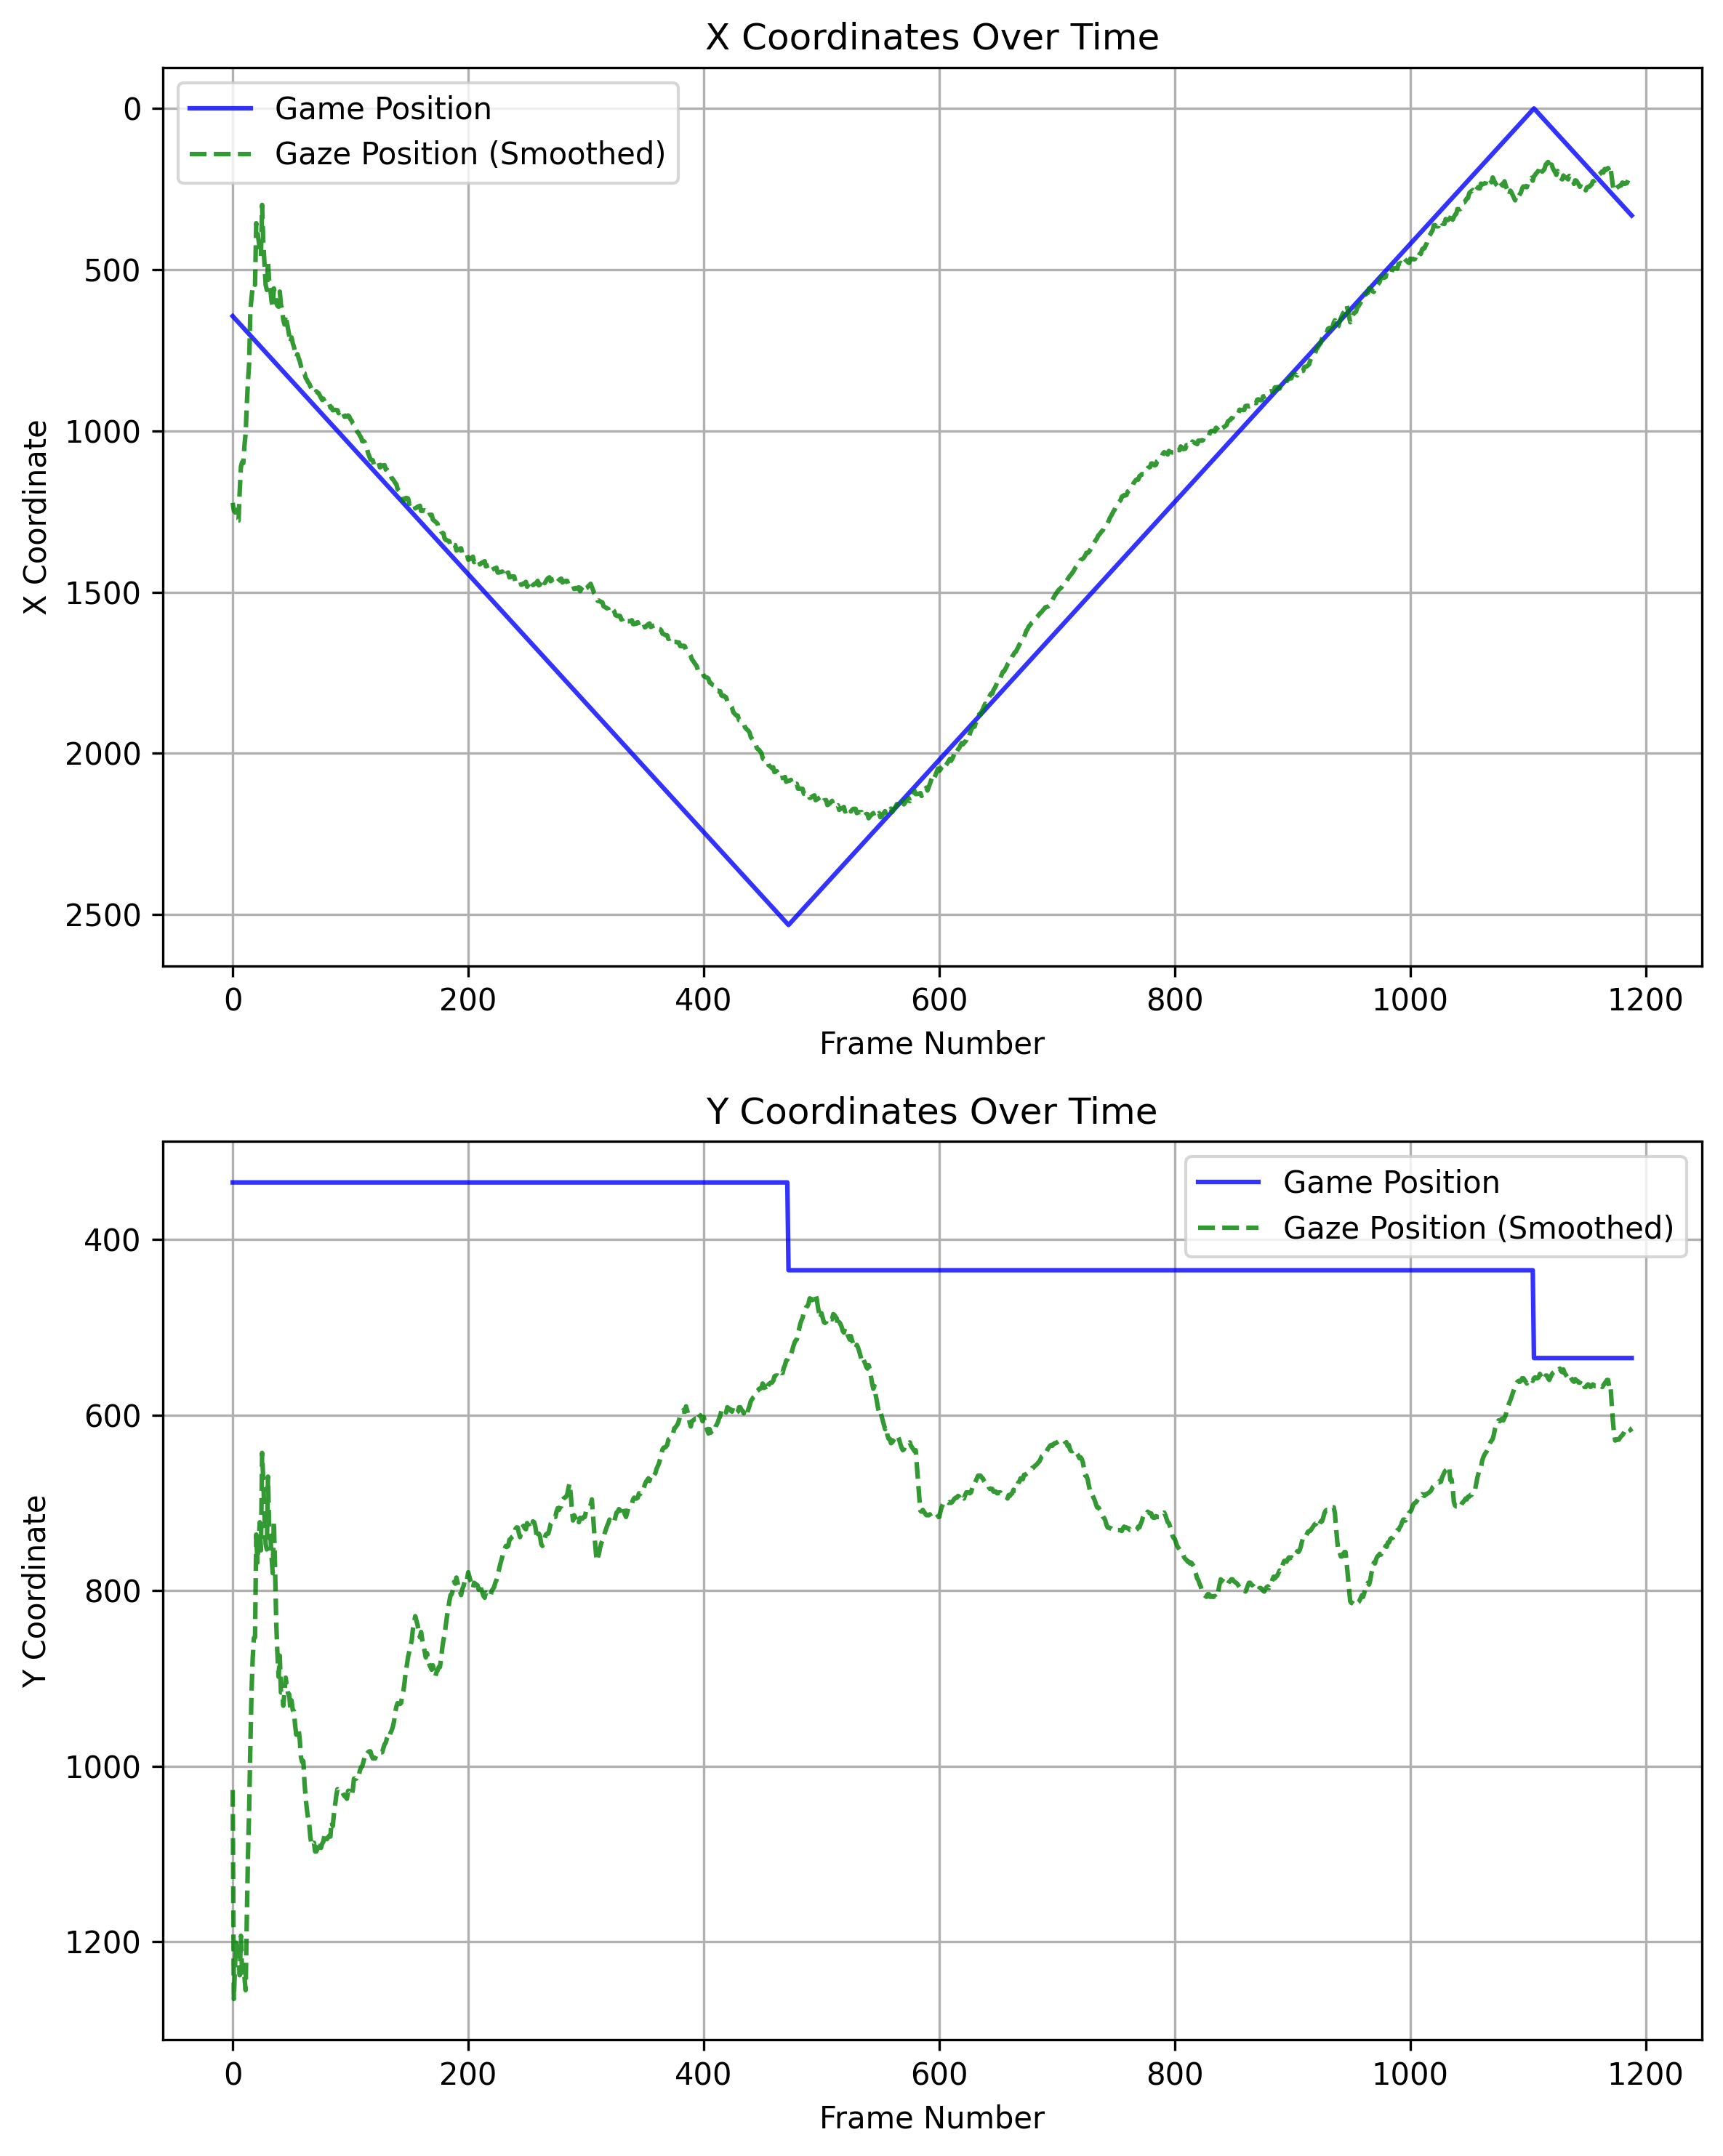 X Coordinates Over Time
Game Position
Gaze Position (Smoothed)
X Coordinate
0
500
1000
1500
2000
2500
0 200 400 600 800 1000 1200
Frame Number
Y Coordinates Over Time
Game Position
Gaze Position (Smoothed)
Y Coordinate
400
600
800
1000
1200
0 200 400 600 800 1000 1200
Frame Number